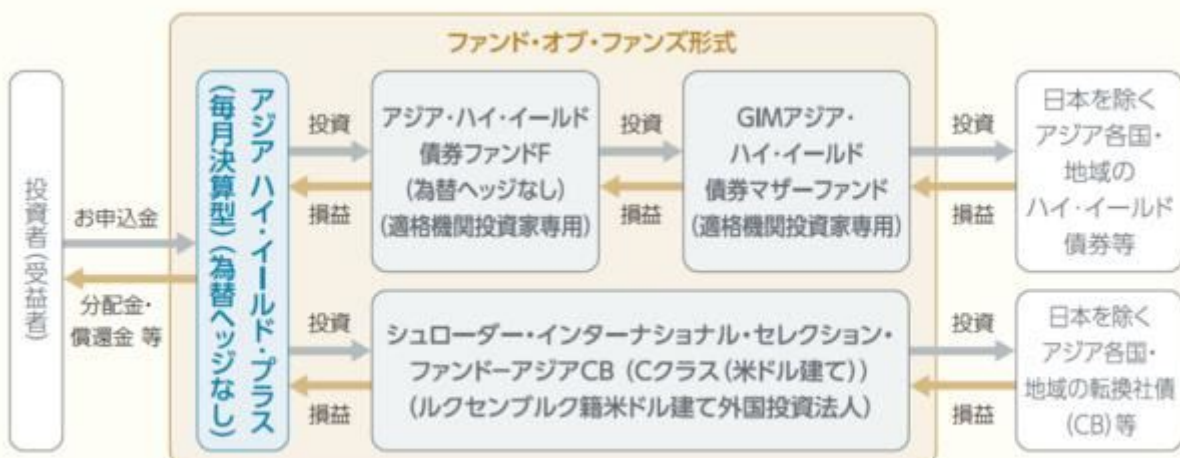 ファンド・オブ・ファンズ形式
投資者(受益者)
お申込金
分配金・
償還金 等
アジア ハイ・イールド・プラス
(毎月決算型)(為替ヘッジなし)
投資
損益
アジア・ハイ・イールド
債券ファンドF
(為替ヘッジなし)
(適格機関投資家専用)
投資
損益
GIMアジア・
ハイ・イールド
債券マザーファンド
(適格機関投資家専用)
投資
損益
日本を除く
アジア各国・
地域の
ハイ・イールド
債券等
投資
損益
シュローダー・インターナショナル・セレクション・
ファンドーアジアCB (Cクラス(米ドル建て))
(ルクセンブルク籍米ドル建て外国投資法人)
投資
損益
日本を除く
アジア各国・
地域の転換社債
(CB)等